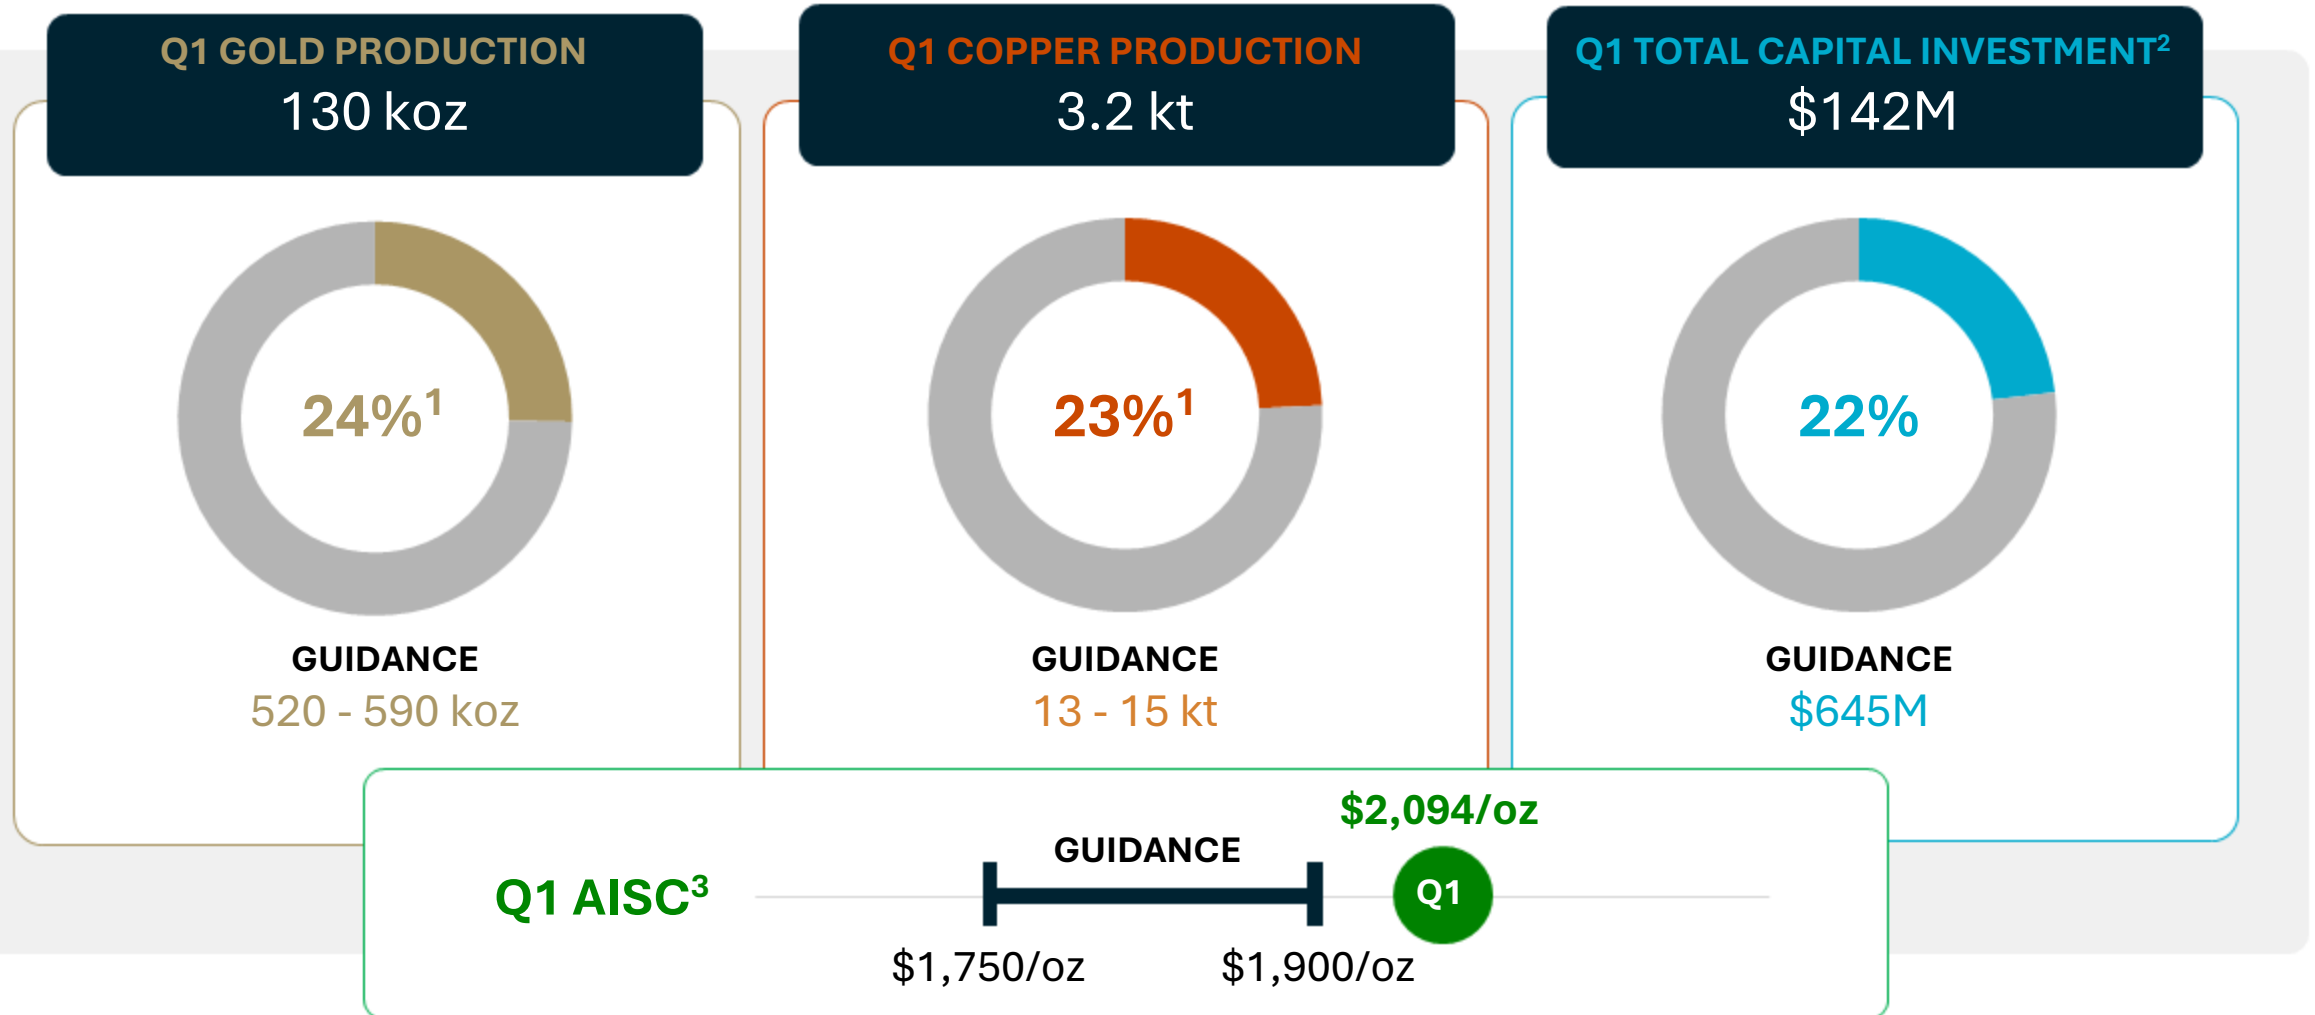 Q1 GOLD PRODUCTION
130 koz
24%¹
GUIDANCE
520 - 590 koz
Q1 COPPER PRODUCTION
3.2 kt
23%¹
GUIDANCE
13 - 15 kt
Q1 TOTAL CAPITAL INVESTMENT²
$142M
22%
GUIDANCE
$645M
Q1 AISC³
GUIDANCE
$1,750/oz
$1,900/oz
$2,094/oz
Q1